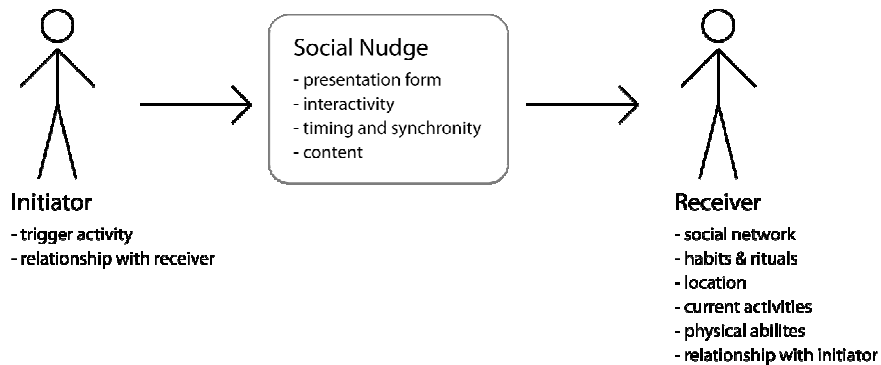 Social Nudge
- presentation form
- interactivity
- timing and synchronity
- content
Initiator
- trigger activity
- relationship with receiver
Receiver
- social network
- habits & rituals
- location
- current activities
- physical abilites
- relationship with initiator